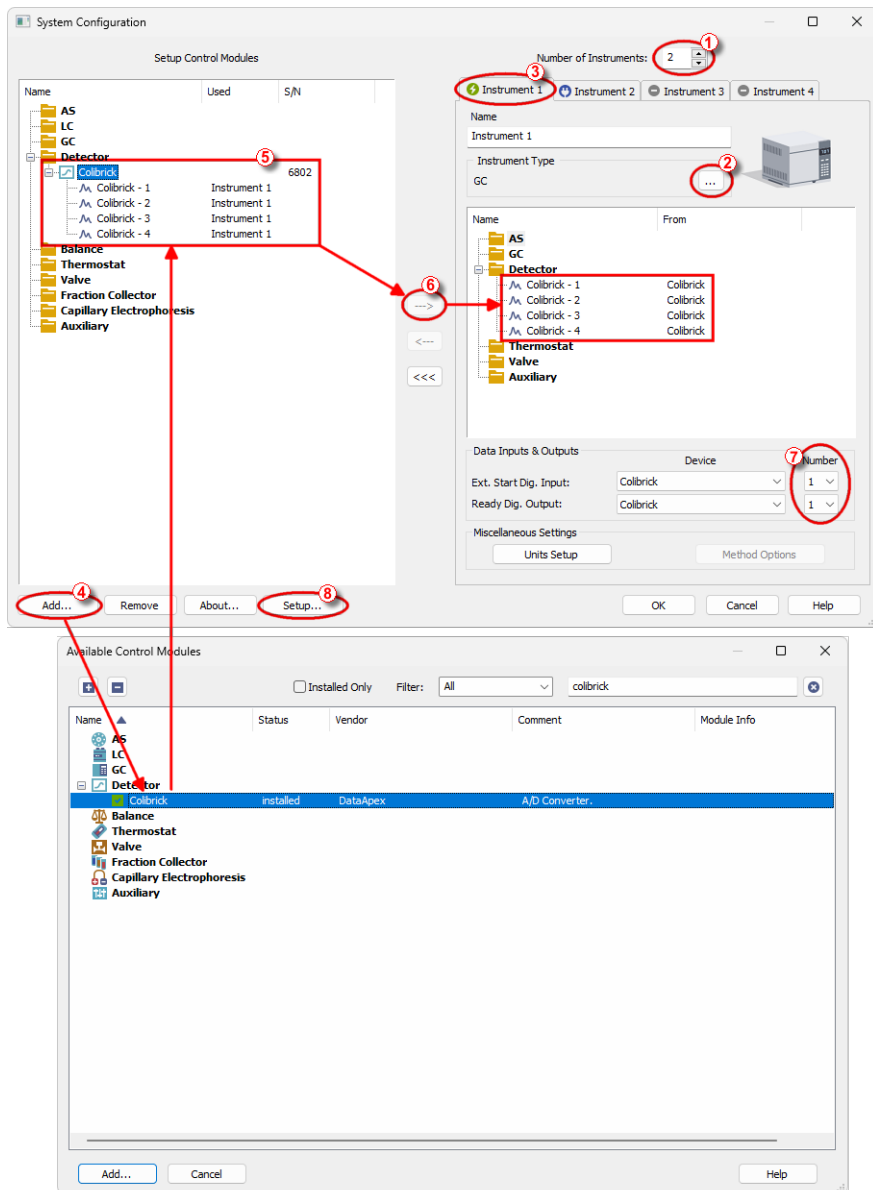 System Configuration
Setup Control Modules
Number of Instruments: 2
1
Name Used S/N
AS
LC
GC
Detector
Colibrick 6802
Colibrick - 1 Instrument 1
Colibrick - 2 Instrument 1
Colibrick - 3 Instrument 1
Colibrick - 4 Instrument 1
5
Balance
Thermostat
Valve
Fraction Collector
Capillary Electrophoresis
Auxiliary
6
--->
<---
<<<
3
Instrument 1 Instrument 2 Instrument 3 Instrument 4
Name
Instrument 1
Instrument Type
GC ...
2
Name From
AS
GC
Detector
Colibrick - 1 Colibrick
Colibrick - 2 Colibrick
Colibrick - 3 Colibrick
Colibrick - 4 Colibrick
Thermostat
Valve
Auxiliary
Data Inputs & Outputs
Device Number
7
Ext. Start Dig. Input: Colibrick 1
Ready Dig. Output: Colibrick 1
Miscellaneous Settings
Units Setup Method Options
4 8
Add... Remove About... Setup... OK Cancel Help
Available Control Modules
Installed Only Filter: All colibrick
Name Status Vendor Comment Module Info
AS
LC
GC
Detector
Colibrick installed DataApex A/D Converter.
Balance
Thermostat
Valve
Fraction Collector
Capillary Electrophoresis
Auxiliary
Add... Cancel Help